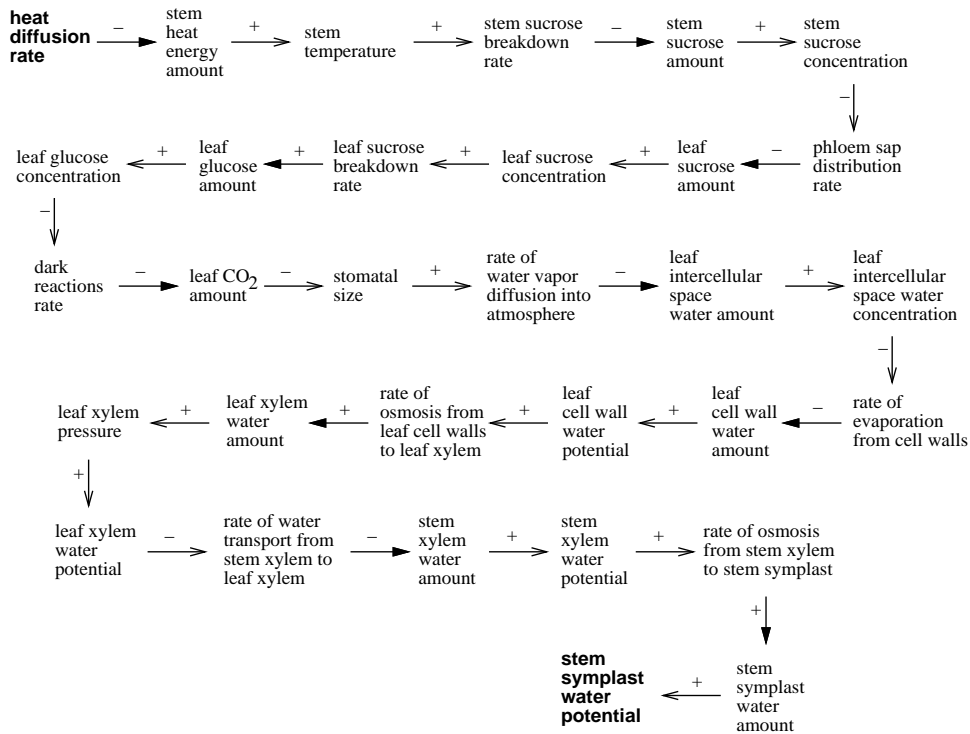 heat
diffusion
rate
−
stem
heat
energy
amount
+
stem
temperature
+
stem sucrose
breakdown
rate
−
stem
sucrose
amount
+
stem
sucrose
concentration
−
phloem sap
distribution
rate
−
leaf
sucrose
amount
+
leaf sucrose
concentration
+
leaf sucrose
breakdown
rate
+
leaf
glucose
amount
+
leaf glucose
concentration
−
dark
reactions
rate
−
leaf CO2
amount
−
stomatal
size
+
rate of
water vapor
diffusion into
atmosphere
−
leaf
intercellular
space
water amount
+
leaf
intercellular
space water
concentration
−
rate of
evaporation
from cell walls
−
leaf
cell wall
water
amount
+
leaf
cell wall
water
potential
+
rate of
osmosis from
leaf cell walls
to leaf xylem
+
leaf xylem
water
amount
+
leaf xylem
pressure
+
leaf xylem
water
potential
−
rate of water
transport from
stem xylem to
leaf xylem
−
stem
xylem
water
amount
+
stem
xylem
water
potential
+
rate of osmosis
from stem xylem
to stem symplast
+
stem
symplast
water
amount
+
stem
symplast
water
potential